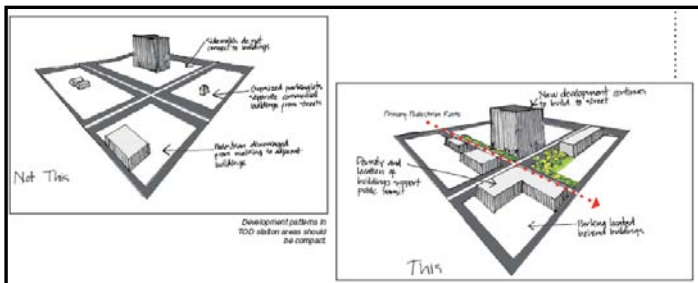 Sidewalks do not
connect to buildings
Oversized parking lots
separate commercial
buildings from streets
Pedestrian discouraged
from walking to adjacent
buildings
Not This
Development patterns in
TOD station areas should
be compact.
New development continues
to build to street
Primary Pedestrian Route
Density and
location of
buildings support
public transit
Parking located
behind buildings
This